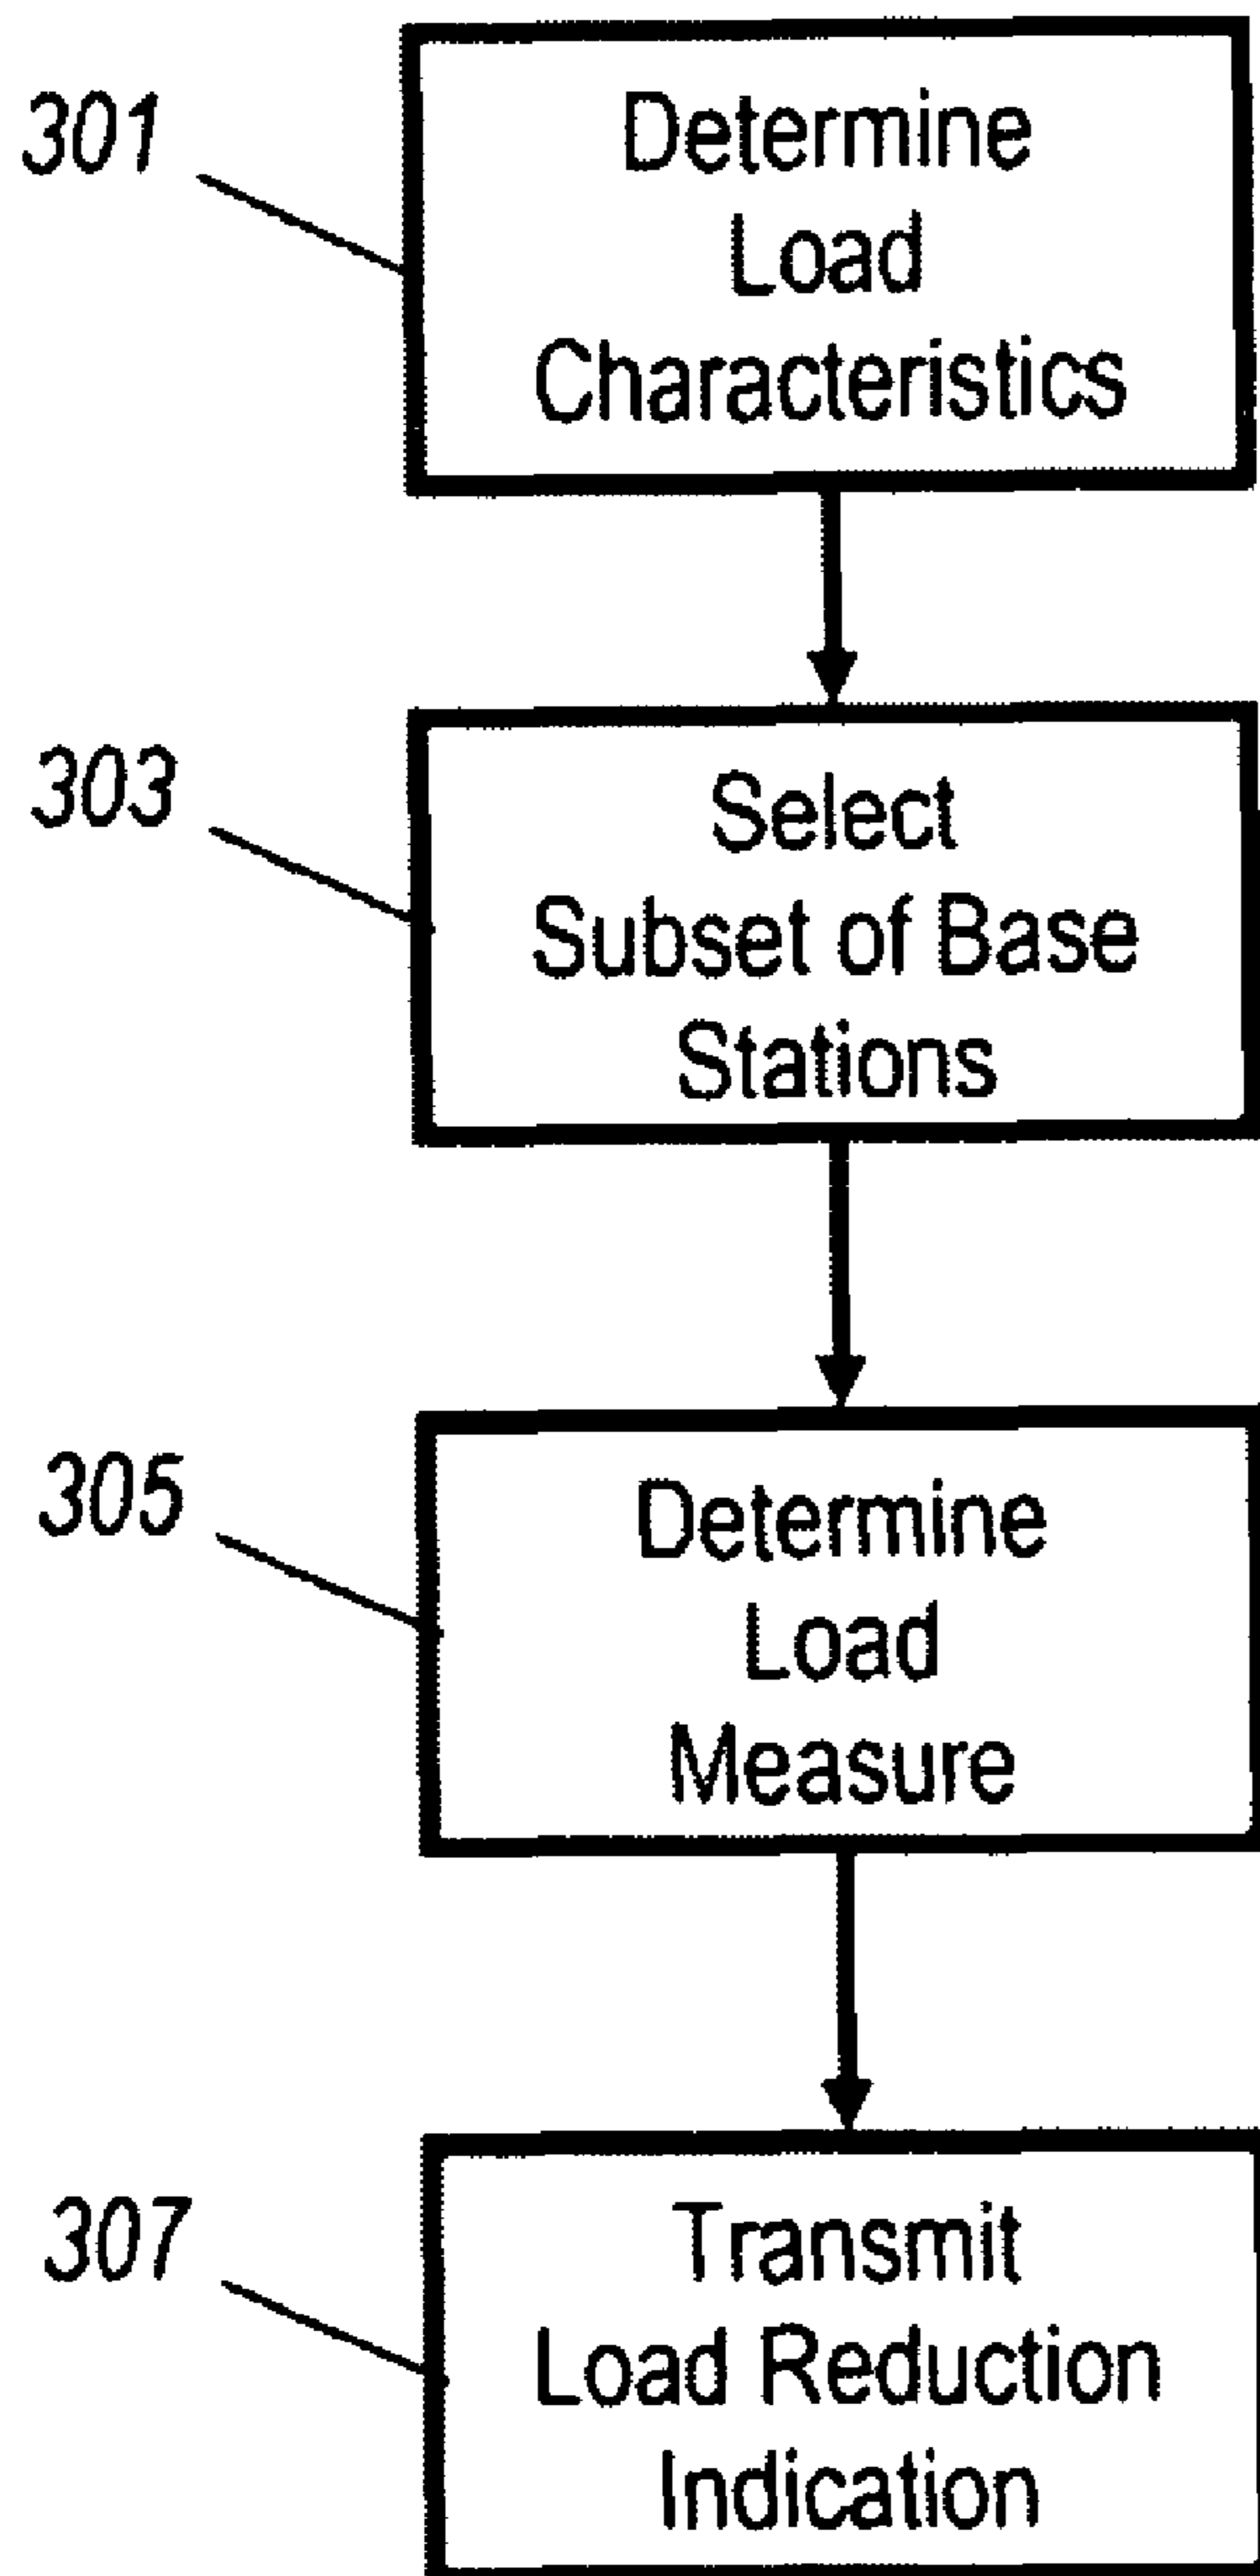 301
Determine
Load
Characteristics
303
Select
Subset of Base
Stations
305
Determine
Load
Measure
307
Transmit
Load Reduction
Indication